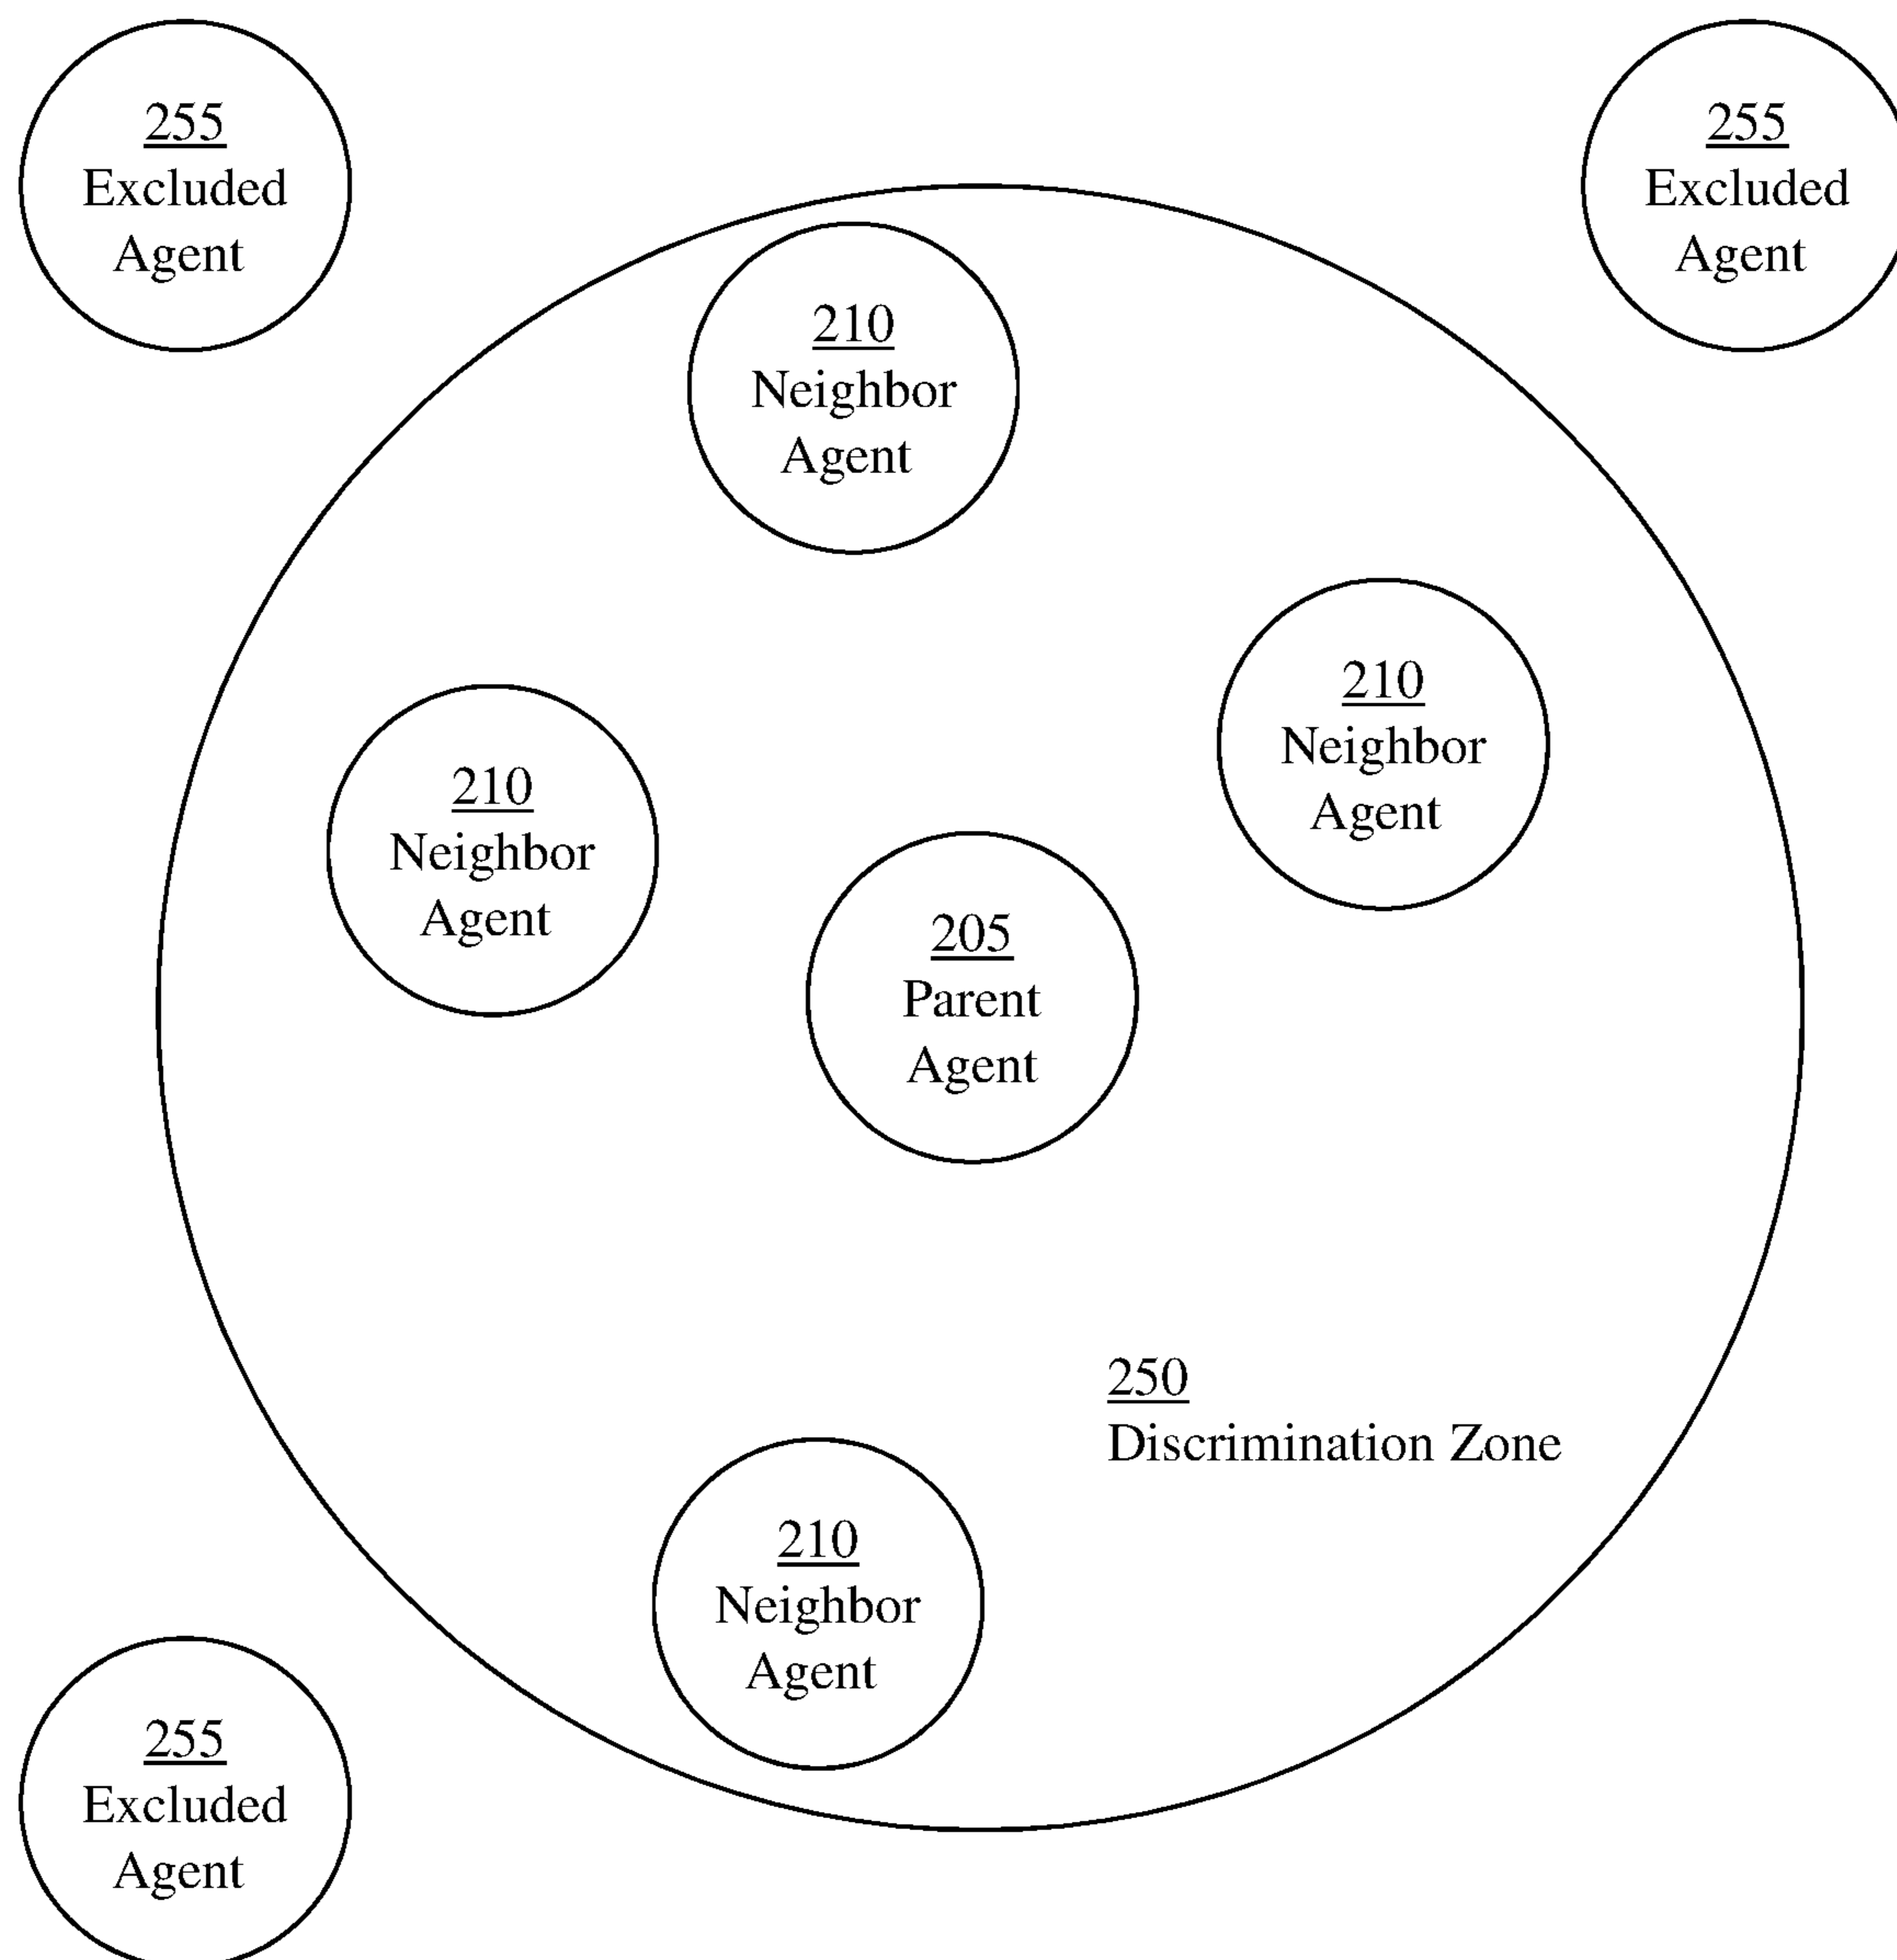 255
Excluded
Agent
255
Excluded
Agent
210
Neighbor
Agent
210
Neighbor
Agent
210
Neighbor
Agent
205
Parent
Agent
250
Discrimination Zone
210
Neighbor
Agent
255
Excluded
Agent